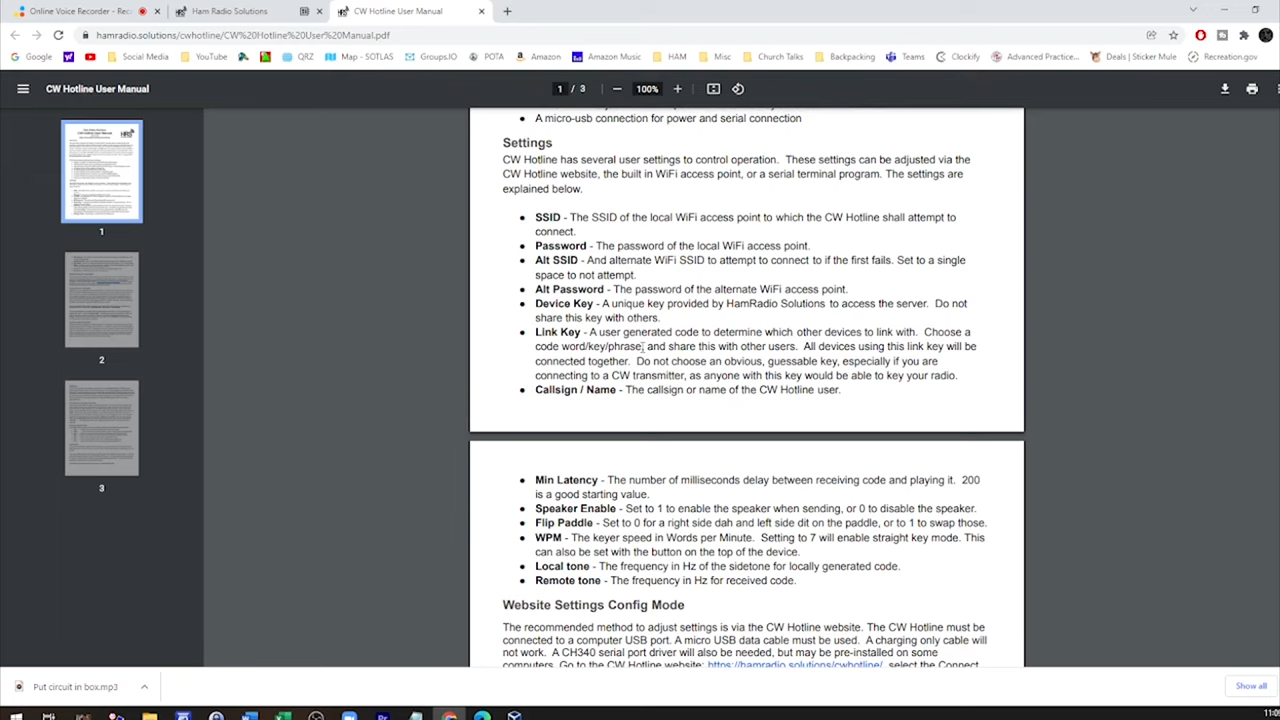 Online Voice Recorder - Rec
Ham Radio Solutions
CW Hotline User Manual
hamradio.solutions/cwhotline/CW%20Hotline%20User%20Manual.pdf
Google
Social Media
YouTube
QRZ
Map - SOTLAS
Groups.IO
POTA
Amazon
Amazon Music
HAM
Misc
Church Talks
Backpacking
Teams
Clockify
Advanced Practice...
Deals | Sticker Mule
Recreation.gov
CW Hotline User Manual
1 / 3
100%
A micro-usb connection for power and serial connection
Settings
CW Hotline has several user settings to control operation. These settings can be adjusted via the
CW Hotline website, the built in WiFi access point, or a serial terminal program. The settings are
explained below.
SSID - The SSID of the local WiFi access point to which the CW Hotline shall attempt to
connect.
Password - The password of the local WiFi access point.
Alt SSID - And alternate WiFi SSID to attempt to connect to if the first fails. Set to a single
space to not attempt.
Alt Password - The password of the alternate WiFi access point.
Device Key - A unique key provided by HamRadio Solutions to access the server. Do not
share this key with others.
Link Key - A user generated code to determine which other devices to link with. Choose a
code word/key/phrase, and share this with other users. All devices using this link key will be
connected together. Do not choose an obvious, guessable key, especially if you are
connecting to a CW transmitter, as anyone with this key would be able to key your radio.
Callsign / Name - The callsign or name of the CW Hotline user.
Min Latency - The number of milliseconds delay between receiving code and playing it. 200
is a good starting value.
Speaker Enable - Set to 1 to enable the speaker when sending, or 0 to disable the speaker.
Flip Paddle - Set to 0 for a right side dah and left side dit on the paddle, or to 1 to swap those.
WPM - The keyer speed in Words per Minute. Setting to 7 will enable straight key mode. This
can also be set with the button on the top of the device.
Local tone - The frequency in Hz of the sidetone for locally generated code.
Remote tone - The frequency in Hz for received code.
Website Settings Config Mode
The recommended method to adjust settings is via the CW Hotline website. The CW Hotline must be
connected to a computer USB port. A micro USB data cable must be used. A charging only cable will
not work. A CH340 serial port driver will also be needed, but may be pre-installed on some
computers. Go to the CW Hotline website: https://hamradio.solutions/cwhotline/, select the Connect
1
2
3
Put circuit in box.mp3
Show all